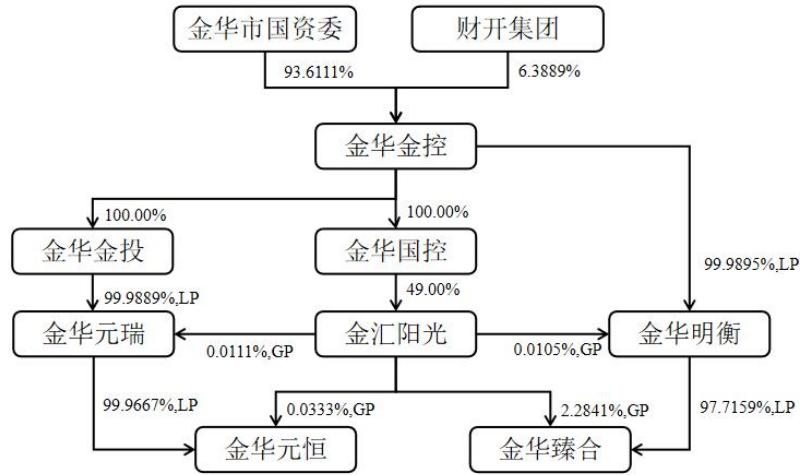 金华市国资委
财开集团
93.6111%
6.3889%
金华金控
100.00%
100.00%
金华金投
金华国控
99.9895%,LP
99.9889%,LP
49.00%
金华元瑞
金汇阳光
金华明衡
0.0111%,GP
0.0105%,GP
99.9667%,LP
0.0333%,GP
2.2841%,GP
97.7159%,LP
金华元恒
金华臻合